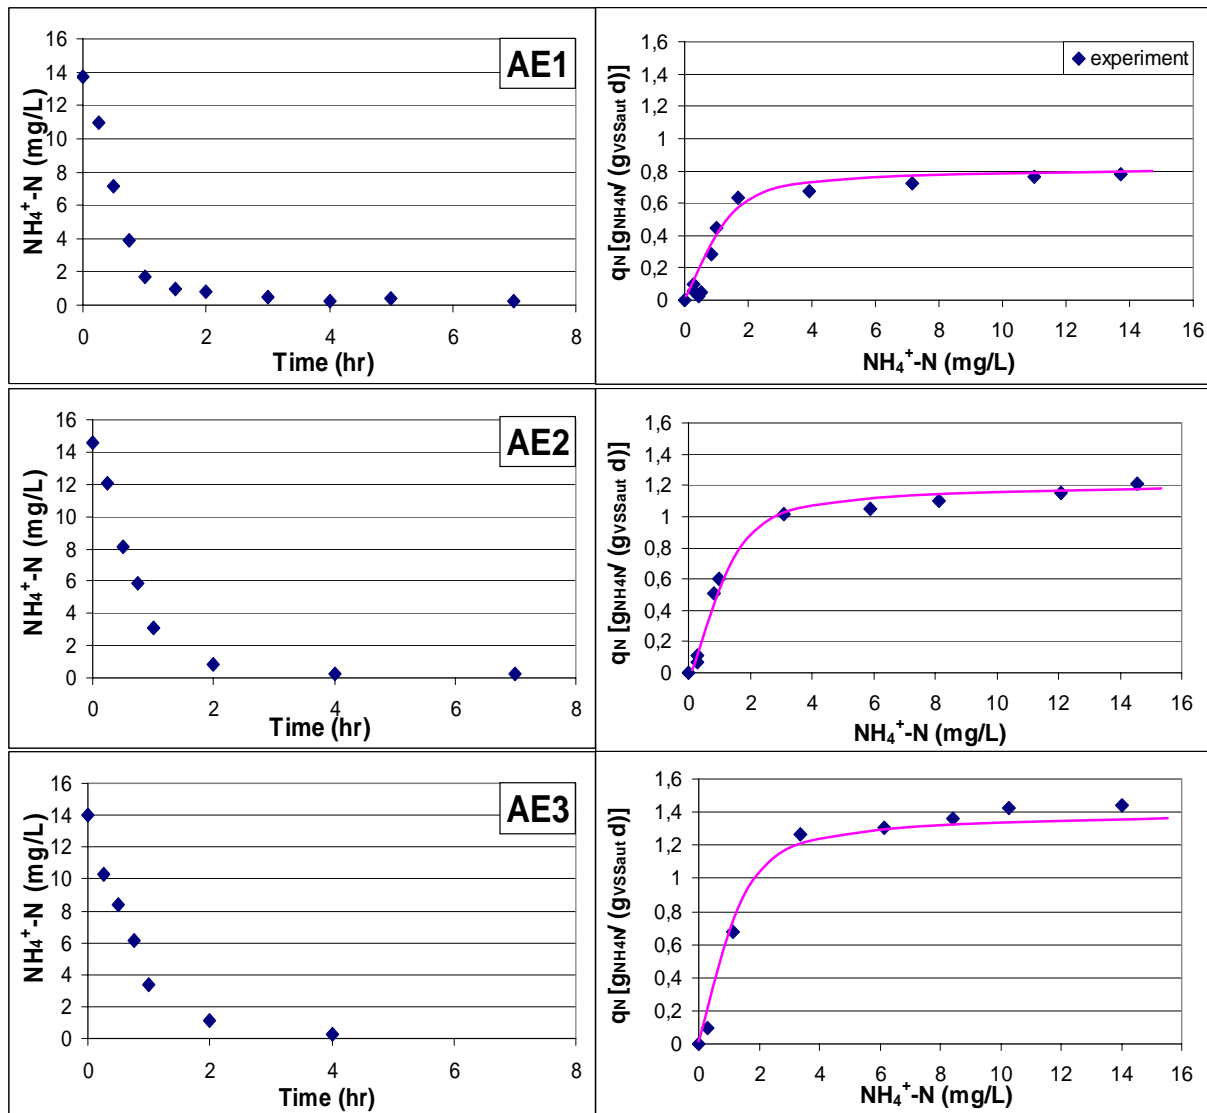 NH₄⁺-N (mg/L)
16
14
12
10
8
6
4
2
0
0 2 4 6 8
Time (hr)
AE1
qN [gNH4N/ (gVSSaut d)]
1,6
1,4
1,2
1
0,8
0,6
0,4
0,2
0
0 2 4 6 8 10 12 14 16
NH₄⁺-N (mg/L)
experiment
NH₄⁺-N (mg/L)
16
14
12
10
8
6
4
2
0
0 2 4 6 8
Time (hr)
AE2
qN [gNH4N/ (gVSSaut d)]
1,6
1,4
1,2
1
0,8
0,6
0,4
0,2
0
0 2 4 6 8 10 12 14 16
NH₄⁺-N (mg/L)
NH₄⁺-N (mg/L)
16
14
12
10
8
6
4
2
0
0 2 4 6 8
Time (hr)
AE3
qN [gNH4N/ (gVSSaut d)]
1,6
1,4
1,2
1
0,8
0,6
0,4
0,2
0
0 2 4 6 8 10 12 14 16
NH₄⁺-N (mg/L)